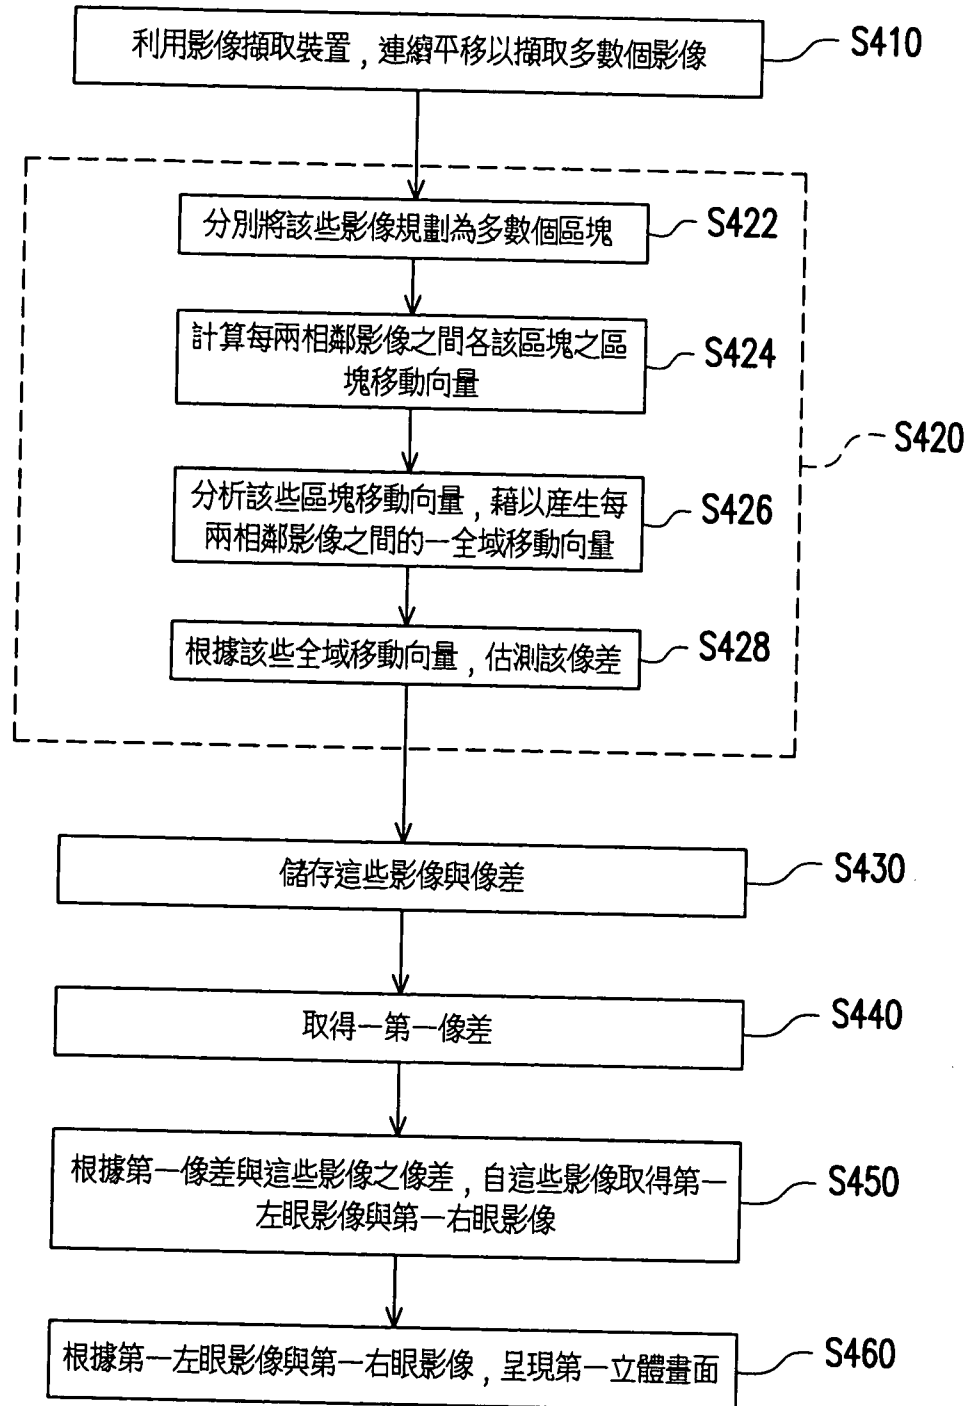 利用影像擷取裝置，連續平移以擷取多數個影像
S410
分別將該些影像規劃為多數個區塊
S422
計算每兩相鄰影像之間各該區塊之區
塊移動向量
S424
S420
分析該些區塊移動向量，藉以產生每
兩相鄰影像之間的一全域移動向量
S426
根據該些全域移動向量，估測該像差
S428
儲存這些影像與像差
S430
取得一第一像差
S440
根據第一像差與這些影像之像差，自這些影像取得第一
左眼影像與第一右眼影像
S450
根據第一左眼影像與第一右眼影像，呈現第一立體畫面
S460